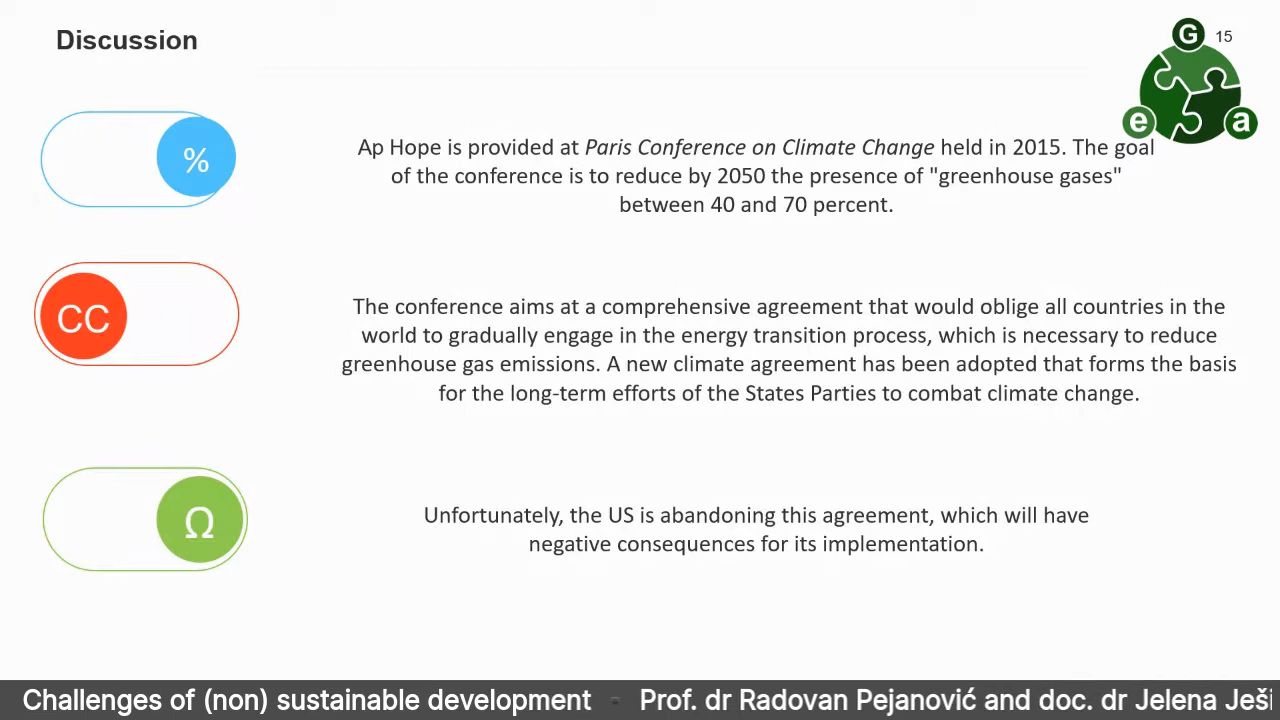 Discussion
G
15
e
a
%
Ap Hope is provided at Paris Conference on Climate Change held in 2015. The goal
of the conference is to reduce by 2050 the presence of "greenhouse gases"
between 40 and 70 percent.
CC
The conference aims at a comprehensive agreement that would oblige all countries in the
world to gradually engage in the energy transition process, which is necessary to reduce
greenhouse gas emissions. A new climate agreement has been adopted that forms the basis
for the long-term efforts of the States Parties to combat climate change.
Ω
Unfortunately, the US is abandoning this agreement, which will have
negative consequences for its implementation.
Challenges of (non) sustainable development - Prof. dr Radovan Pejanović and doc. dr Jelena Ješi